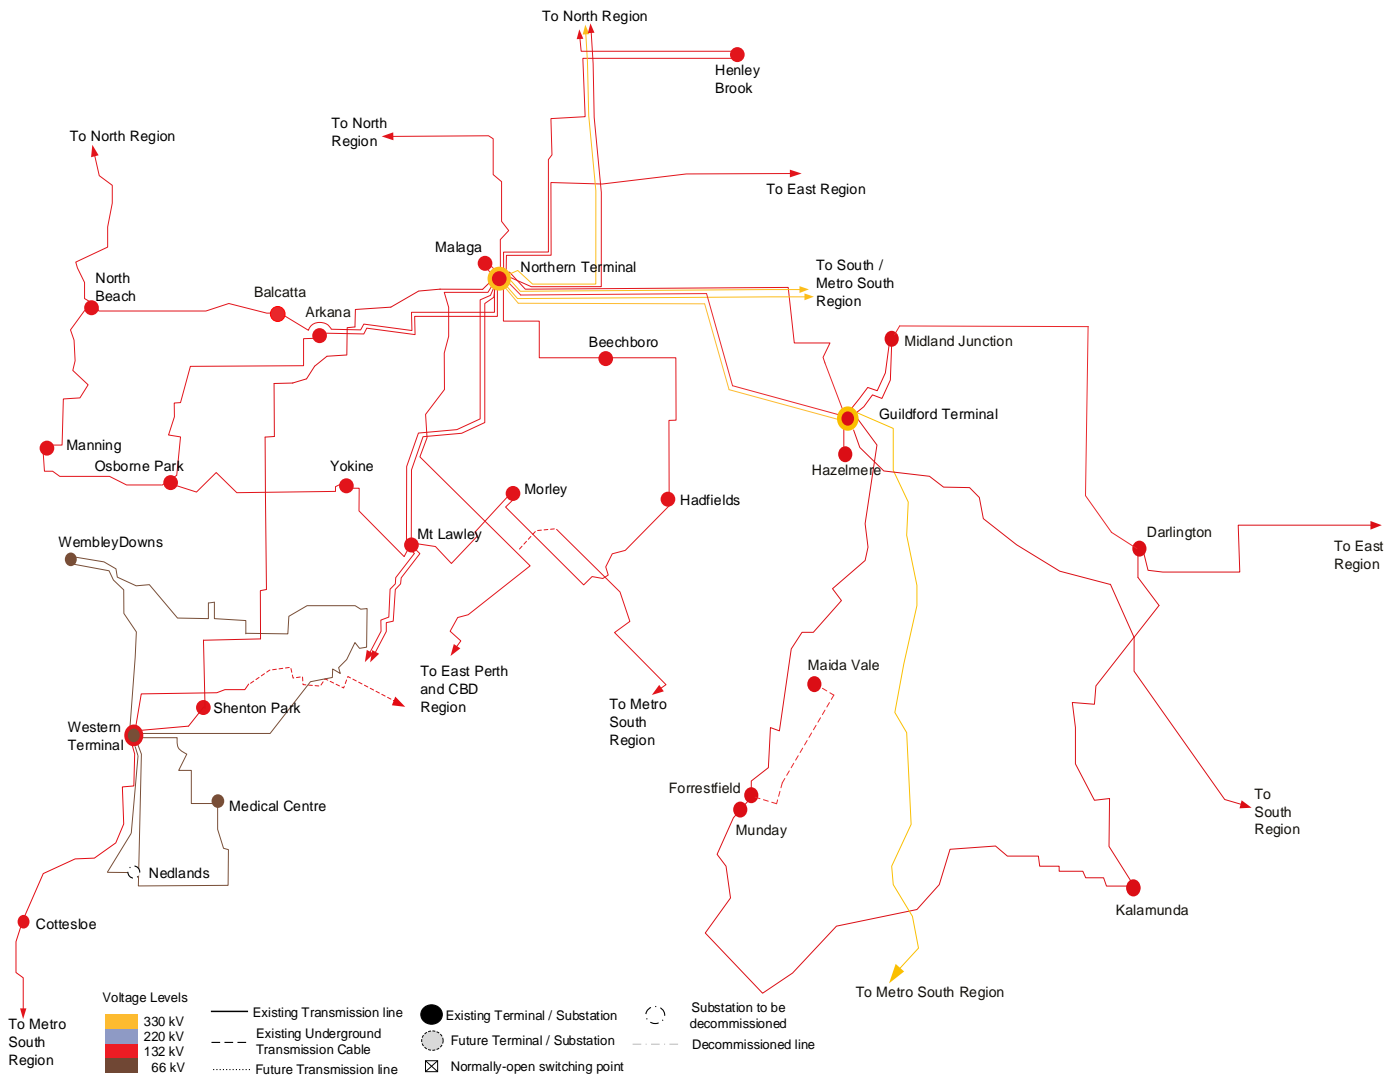 To North Region
Henley
Brook
To North
Region
To North Region
To East Region
Malaga
Northern Terminal
To South /
Metro South
Region
North
Beach
Balcatta
Arkana
Beechboro
Midland Junction
Guildford Terminal
Manning
Osborne Park
Yokine
Morley
Hazelmere
Hadfields
Mt Lawley
WembleyDowns
Darlington
To East
Region
To East Perth
and CBD
Region
Maida Vale
Shenton Park
To Metro
South
Region
Western
Terminal
Forrestfield
Munday
Medical Centre
To
South
Region
Nedlands
Kalamunda
Cottesloe
To Metro South Region
To Metro
South
Region
Voltage Levels
330 kV
220 kV
132 kV
66 kV
Existing Transmission line
Existing Underground
Transmission Cable
Future Transmission line
Existing Terminal / Substation
Future Terminal / Substation
Normally-open switching point
Substation to be
decommissioned
Decommissioned line